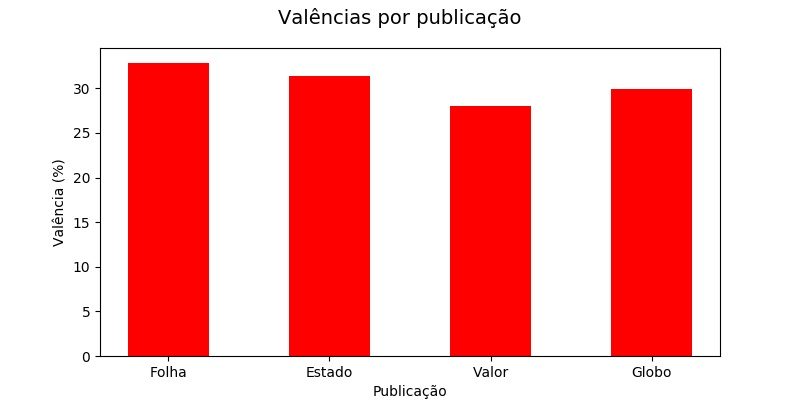 Valências por publicação
Valência (%)
30
25
20
15
10
5
0
Folha
Estado
Valor
Globo
Publicação